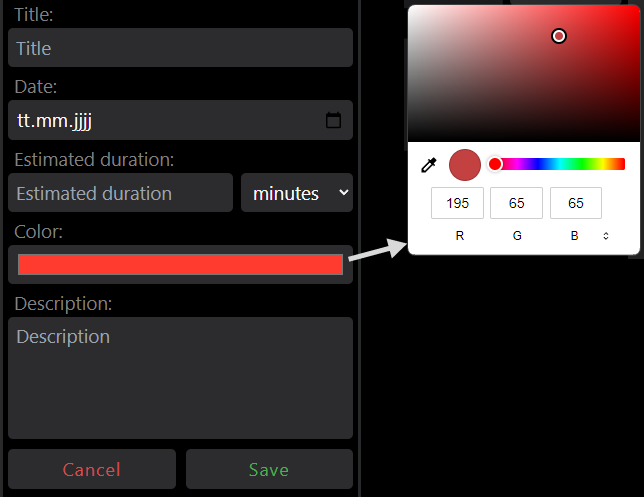 Title:
Title
Date:
tt.mm.jjjj
Estimated duration:
Estimated duration
minutes
Color:
Description:
Description
Cancel
Save
195
65
65
R
G
B